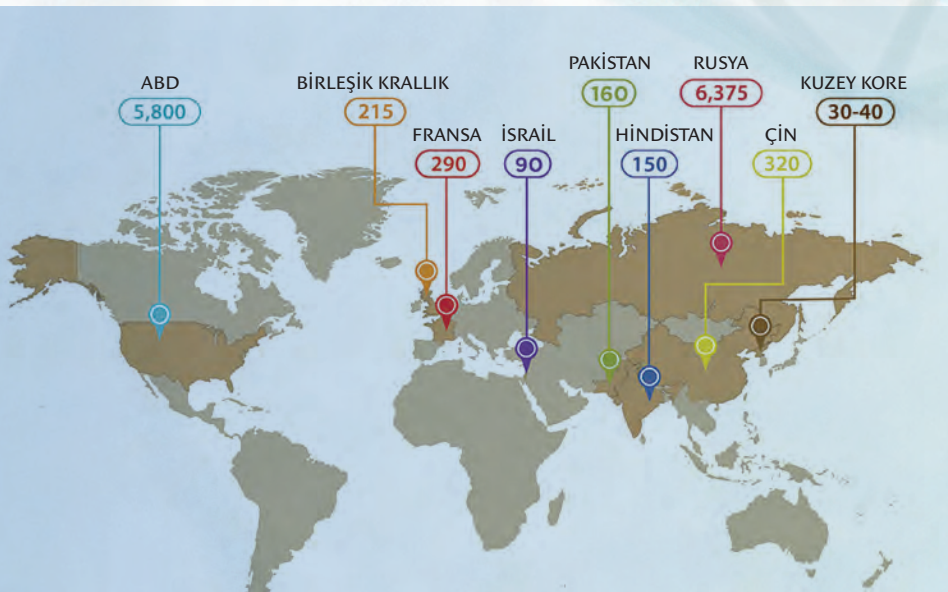 ABD
5,800
BİRLEŞİK KRALLIK
215
FRANSA
290
İSRAİL
90
PAKİSTAN
160
HİNDİSTAN
150
RUSYA
6,375
ÇİN
320
KUZEY KORE
30-40